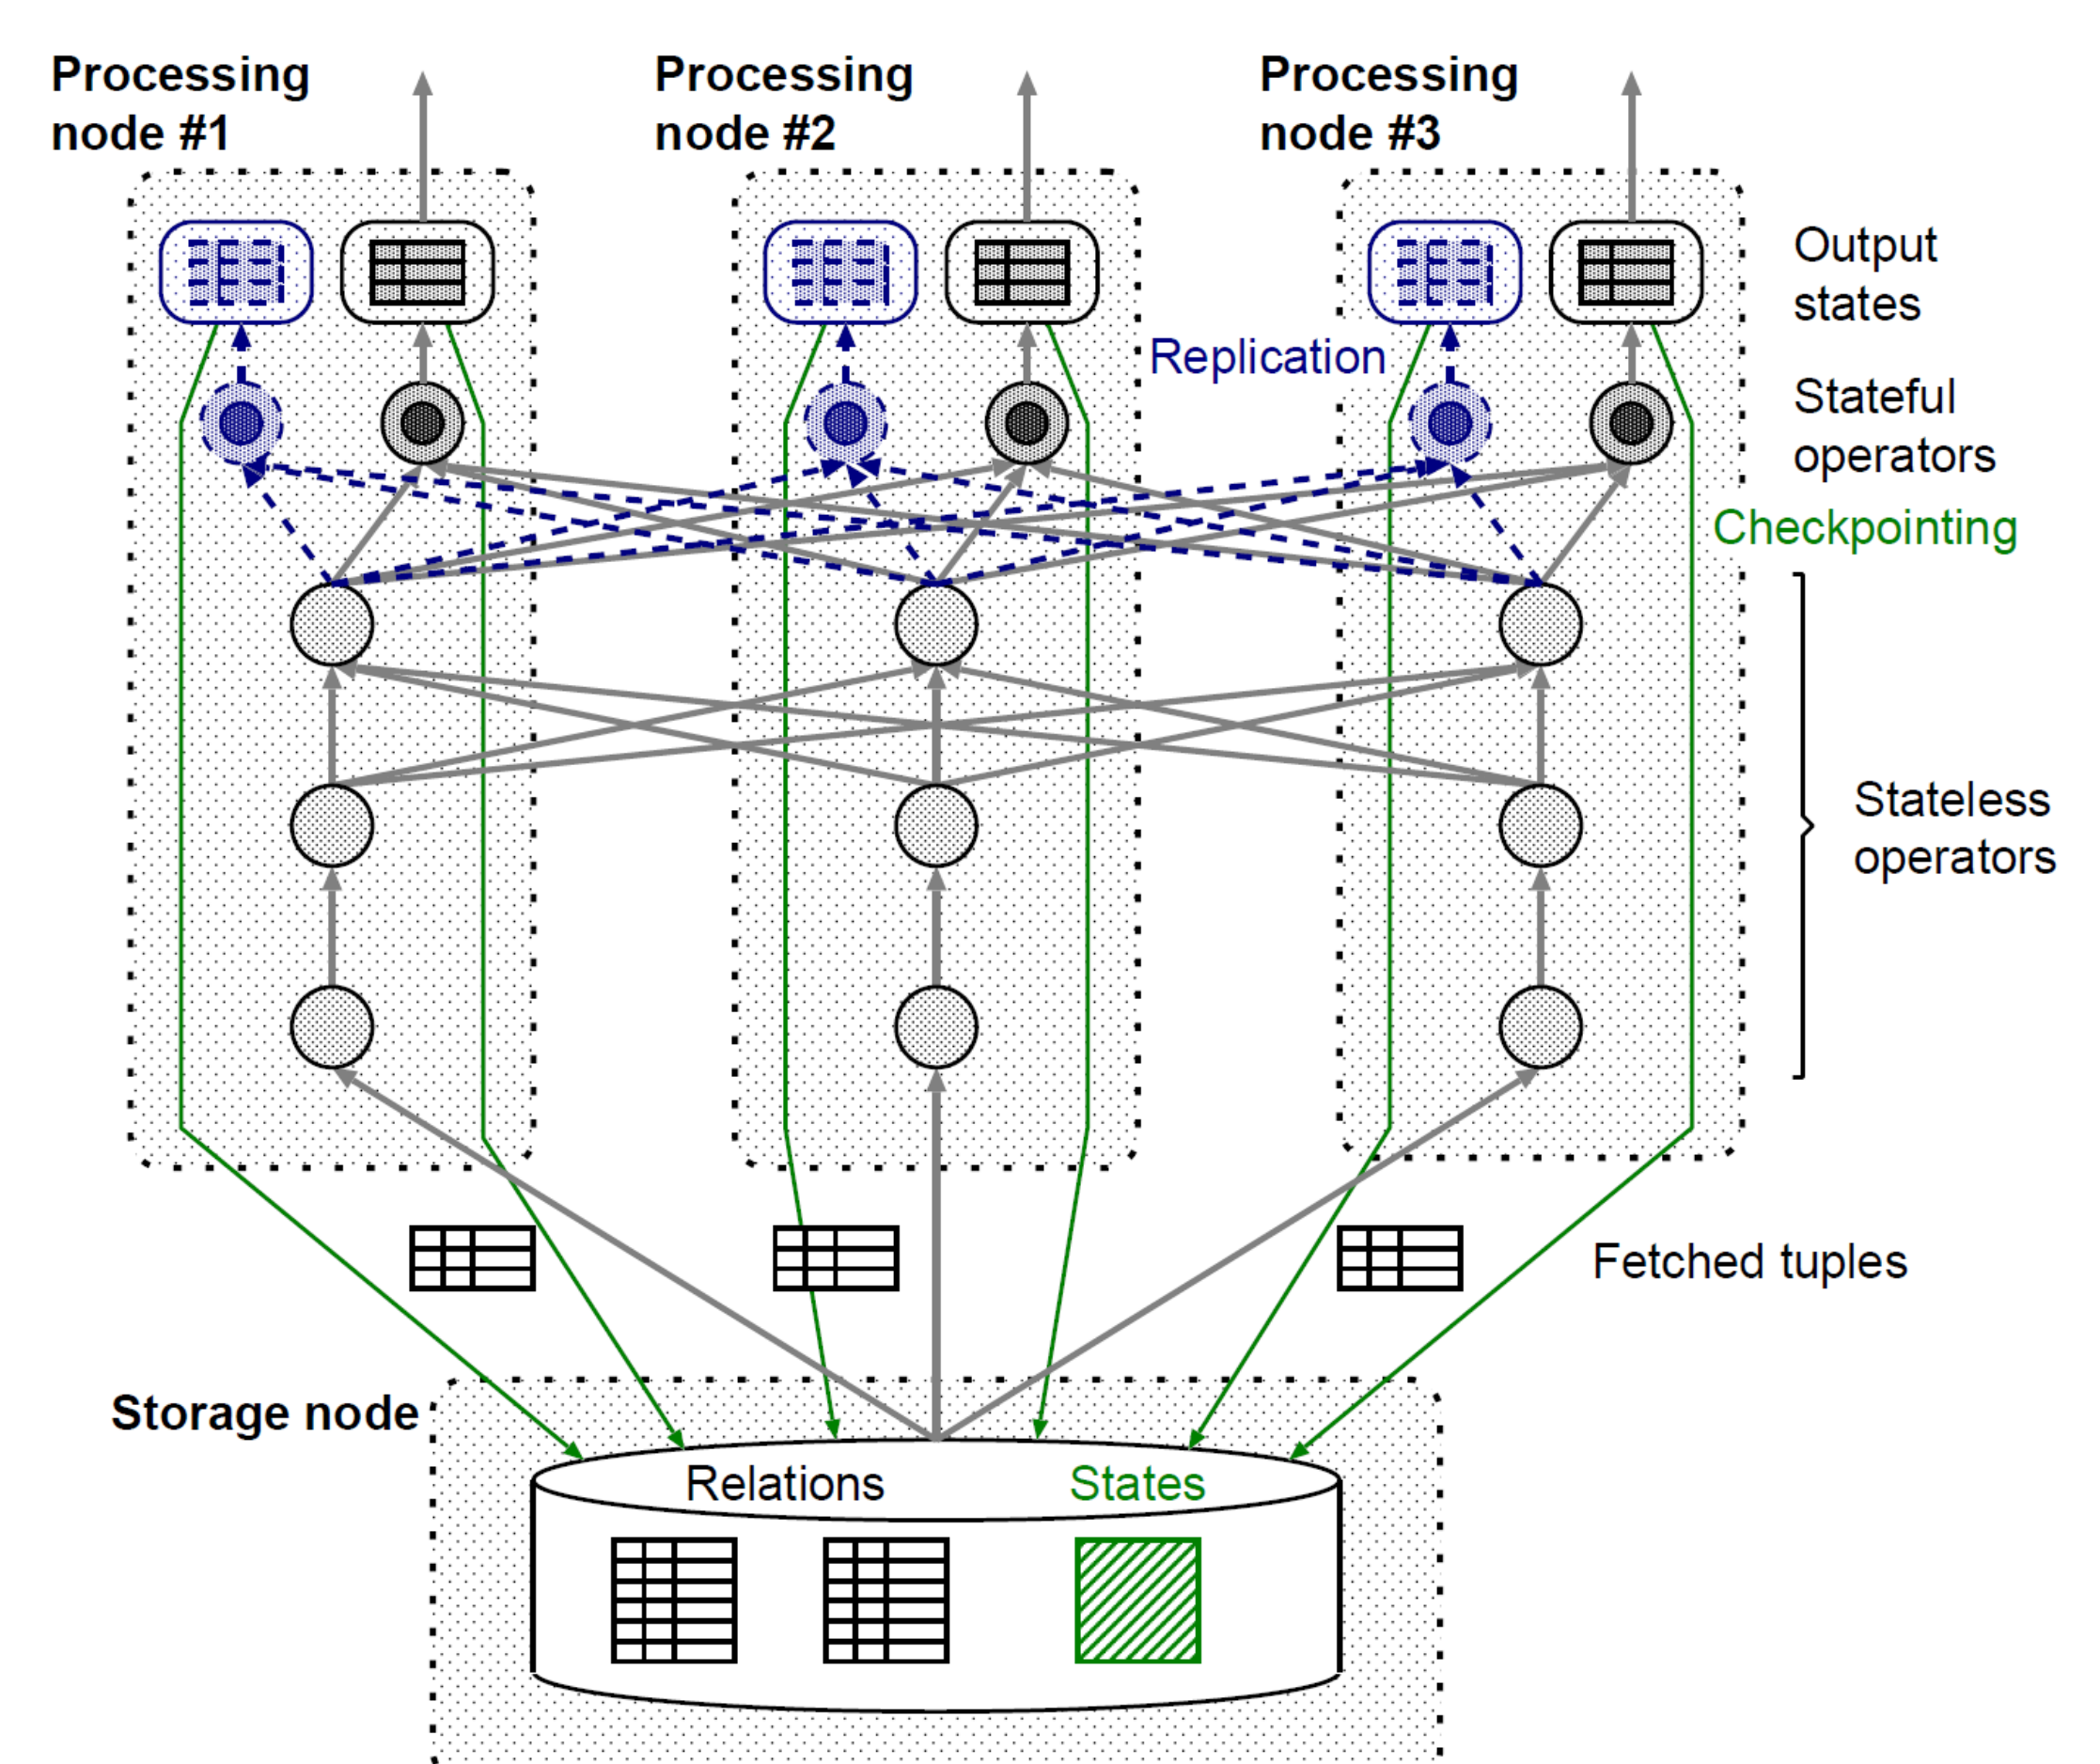 Processing
node #1
Processing
node #2
Processing
node #3
Output
states
Replication
Stateful
operators
Checkpointing
Stateless
operators
Fetched tuples
Storage node
Relations
States